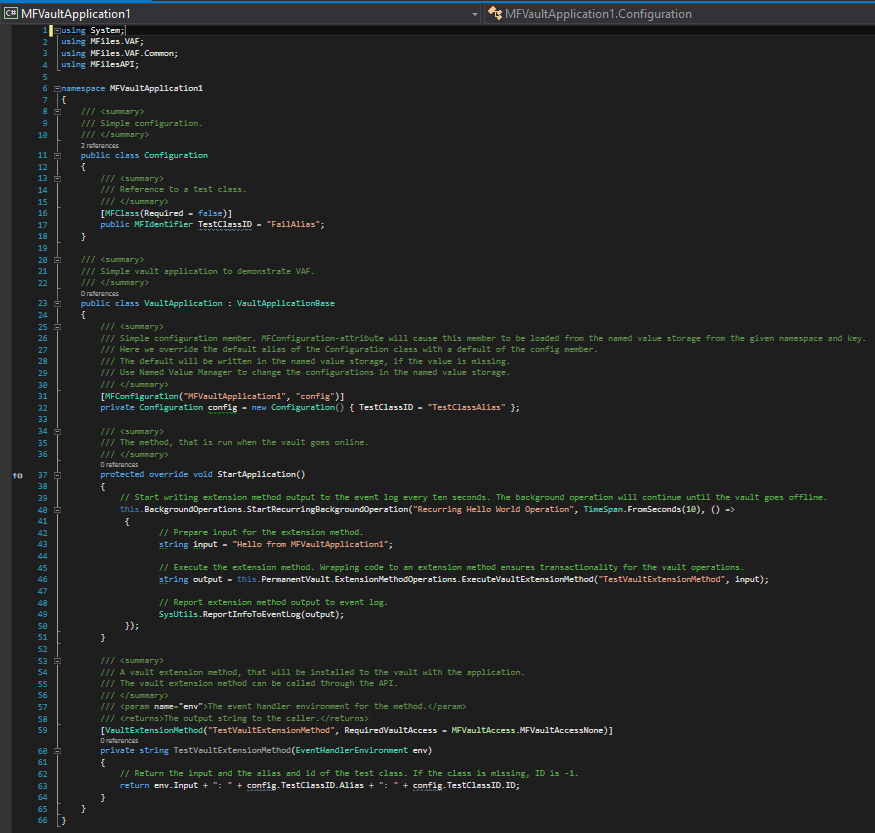 C# MFVaultApplication1 MFVaultApplication1.Configuration
1 using System;
2 using MFiles.VAF;
3 using MFiles.VAF.Common;
4 using MFilesAPI;
5
6 namespace MFVaultApplication1
7 {
8 /// <summary>
9 /// Simple configuration.
10 /// </summary>
2 references
11 public class Configuration
12 {
13 /// <summary>
14 /// Reference to a test class.
15 /// </summary>
16 [MFClass(Required = false)]
17 public MFIdentifier TestClassID = "FailAlias";
18 }
19
20 /// <summary>
21 /// Simple vault application to demonstrate VAF.
22 /// </summary>
0 references
23 public class VaultApplication : VaultApplicationBase
24 {
25 /// <summary>
26 /// Simple configuration member. MFConfiguration-attribute will cause this member to be loaded from the named value storage from the given namespace and key.
27 /// Here we override the default alias of the Configuration class with a default of the config member.
28 /// The default will be written in the named value storage, if the value is missing.
29 /// Use Named Value Manager to change the configurations in the named value storage.
30 /// </summary>
31 [MFConfiguration("MFVaultApplication1", "config")]
32 private Configuration config = new Configuration() { TestClassID = "TestClassAlias" };
33
34 /// <summary>
35 /// The method, that is run when the vault goes online.
36 /// </summary>
0 references
37 protected override void StartApplication()
38 {
39 // Start writing extension method output to the event log every ten seconds. The background operation will continue until the vault goes offline.
40 this.BackgroundOperations.StartRecurringBackgroundOperation("Recurring Hello World Operation", TimeSpan.FromSeconds(10), () =>
41 {
42 // Prepare input for the extension method.
43 string input = "Hello from MFVaultApplication1";
44
45 // Execute the extension method. Wrapping code to an extension method ensures transactionality for the vault operations.
46 string output = this.PermanentVault.ExtensionMethodOperations.ExecuteVaultExtensionMethod("TestVaultExtensionMethod", input);
47
48 // Report extension method output to event log.
49 SysUtils.ReportInfoToEventLog(output);
50 });
51 }
52
53 /// <summary>
54 /// A vault extension method, that will be installed to the vault with the application.
55 /// The vault extension method can be called through the API.
56 /// </summary>
57 /// <param name="env">The event handler environment for the method.</param>
58 /// <returns>The output string to the caller.</returns>
59 [VaultExtensionMethod("TestVaultExtensionMethod", RequiredVaultAccess = MFVaultAccess.MFVaultAccessNone)]
0 references
60 private string TestVaultExtensionMethod(EventHandlerEnvironment env)
61 {
62 // Return the input and the alias and id of the test class. If the class is missing, ID is -1.
63 return env.Input + ": " + config.TestClassID.Alias + ": " + config.TestClassID.ID;
64 }
65 }
66 }